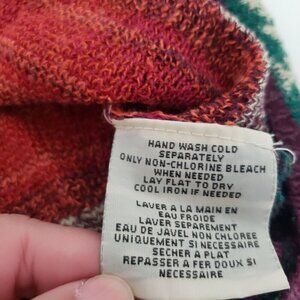 HAND WASH COLD
SEPARATELY
ONLY NON-CHLORINE BLEACH
WHEN NEEDED
LAY FLAT TO DRY
COOL IRON IF NEEDED
LAVER A LA MAIN EN
EAU FROIDE
LAVER SEPAREMENT
EAU DE JAVEL NON CHLOREE
UNIQUEMENT SI NECESSAIRE
SECHER A PLAT
REPASSER A FER DOUX SI
NECESSAIRE